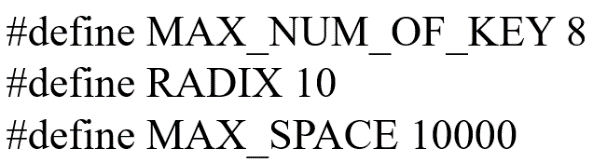 #define MAX_NUM_OF_KEY 8
#define RADIX 10
#define MAX_SPACE 10000